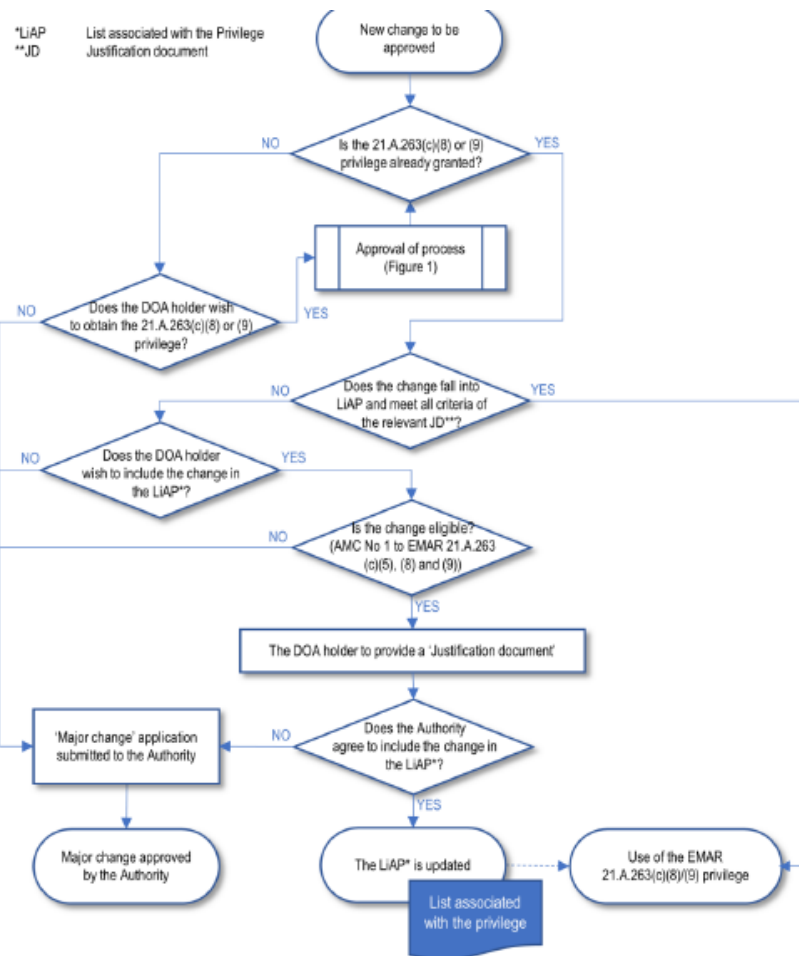 *LiAP List associated with the Privilege
**JD Justification document
New change to be
approved
NO
Is the 21.A.263(c)(8) or (9)
privilege already granted?
YES
Approval of process
(Figure 1)
NO
Does the DOA holder wish
to obtain the 21.A.263(c)(8) or (9)
privilege?
YES
NO
Does the change fall into
LiAP and meet all criteria of
the relevant JD**?
YES
NO
Does the DOA holder
wish to include the change in
the LiAP*?
YES
NO
Is the change eligible?
(AMC No 1 to EMAR 21.A.263
(c)(5), (8) and (9))
YES
The DOA holder to provide a 'Justification document'
'Major change' application
submitted to the Authority
NO
Does the Authority
agree to include the change in
the LiAP*?
YES
Major change approved
by the Authority
The LiAP* is updated
Use of the EMAR
21.A.263(c)(8)/(9) privilege
List associated
with the privilege